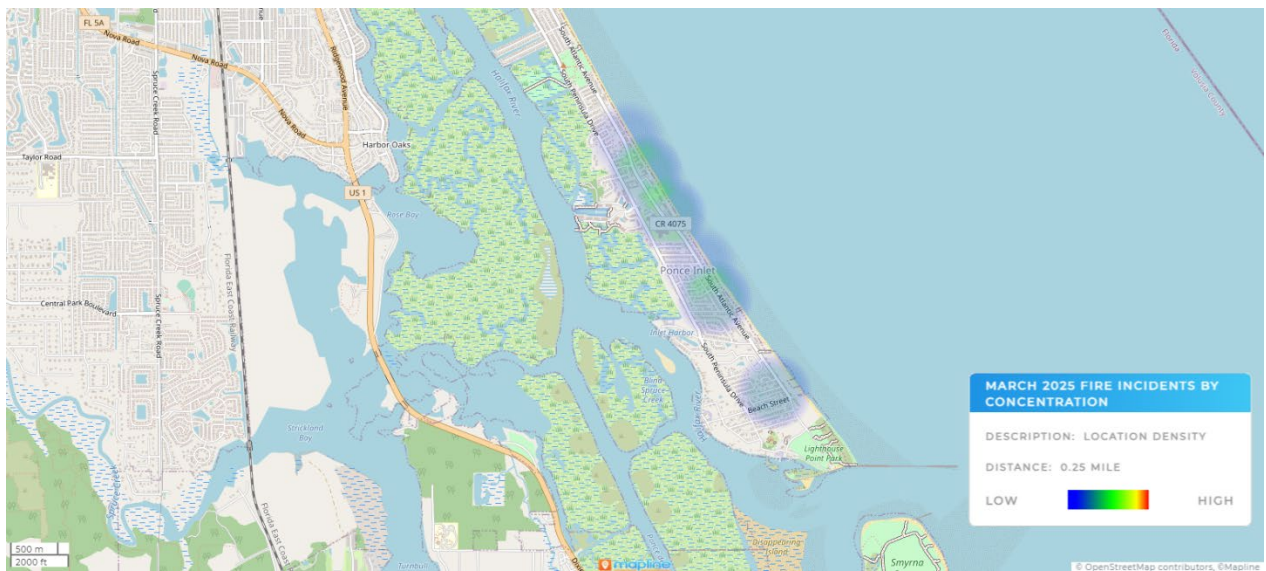 FL 5A
Nova Road
Nova Road
Ridgewood Avenue
Spruce Creek Road
South Atlantic Avenue
South Peninsula Drive
Halifax River
Florida
Volusia County
Nova Road
Harbor Oaks
Taylor Road
US 1
Rose Bay
CR 4075
Ponce Inlet
Florida East Coast Railway
Central Park Boulevard
Spruce Creek Road
South Atlantic Avenue
Inlet Harbor
South Peninsula Drive
Beach Street
Strickland
Bay
Lighthouse
Point Park
Florida East
Turnbull
Disappearing
Island
Smyrna
MARCH 2025 FIRE INCIDENTS BY
CONCENTRATION
DESCRIPTION: LOCATION DENSITY
DISTANCE: 0.25 MILE
LOW
HIGH
500 m
2000 ft
mapline
© OpenStreetMap contributors, ©Mapline